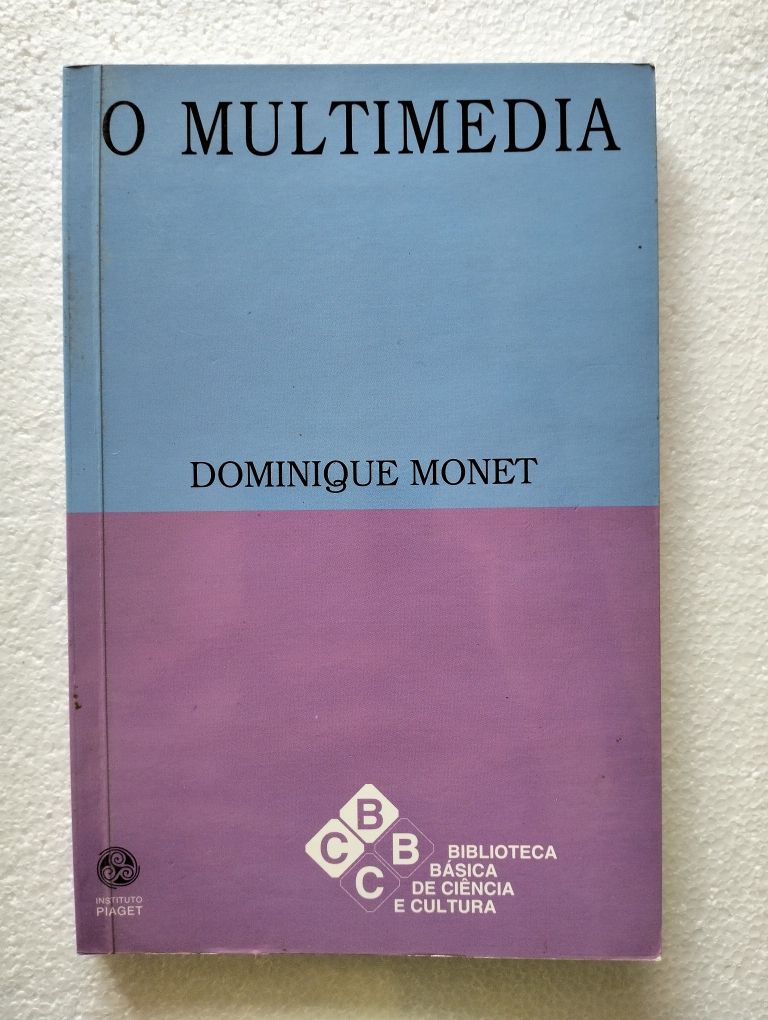 O MULTIMEDIA
DOMINIQUE MONET
B
C B
C
BIBLIOTECA
BÁSICA
DE CIÊNCIA
E CULTURA
INSTITUTO
PIAGET